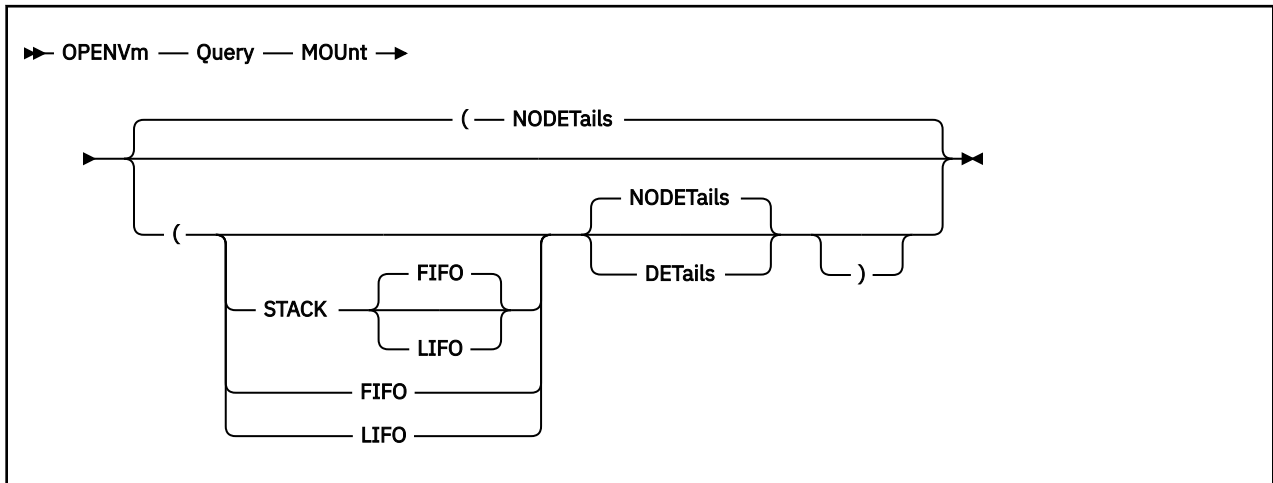 OPENVm Query MOUnt
( NODETails
NODETails
(
FIFO
DETails
)
STACK
LIFO
FIFO
LIFO